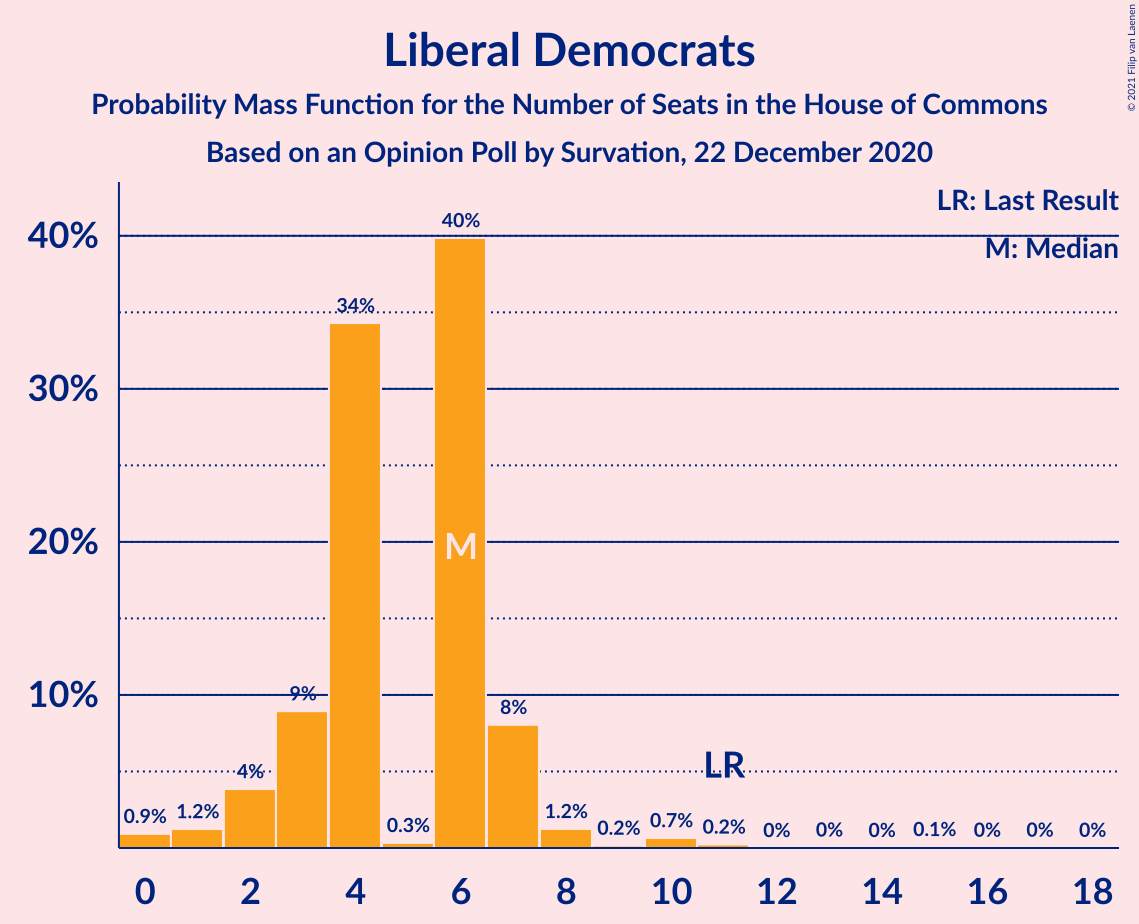 Liberal Democrats
Probability Mass Function for the Number of Seats in the House of Commons
Based on an Opinion Poll by Survation, 22 December 2020
© 2021 Filip van Laenen
LR: Last Result
M: Median
40%
30%
20%
10%
0.9%
1.2%
4%
9%
34%
0.3%
40%
M
8%
1.2%
0.2%
0.7%
0.2%
LR
0%
0%
0%
0.1%
0%
0%
0%
0 2 4 6 8 10 12 14 16 18